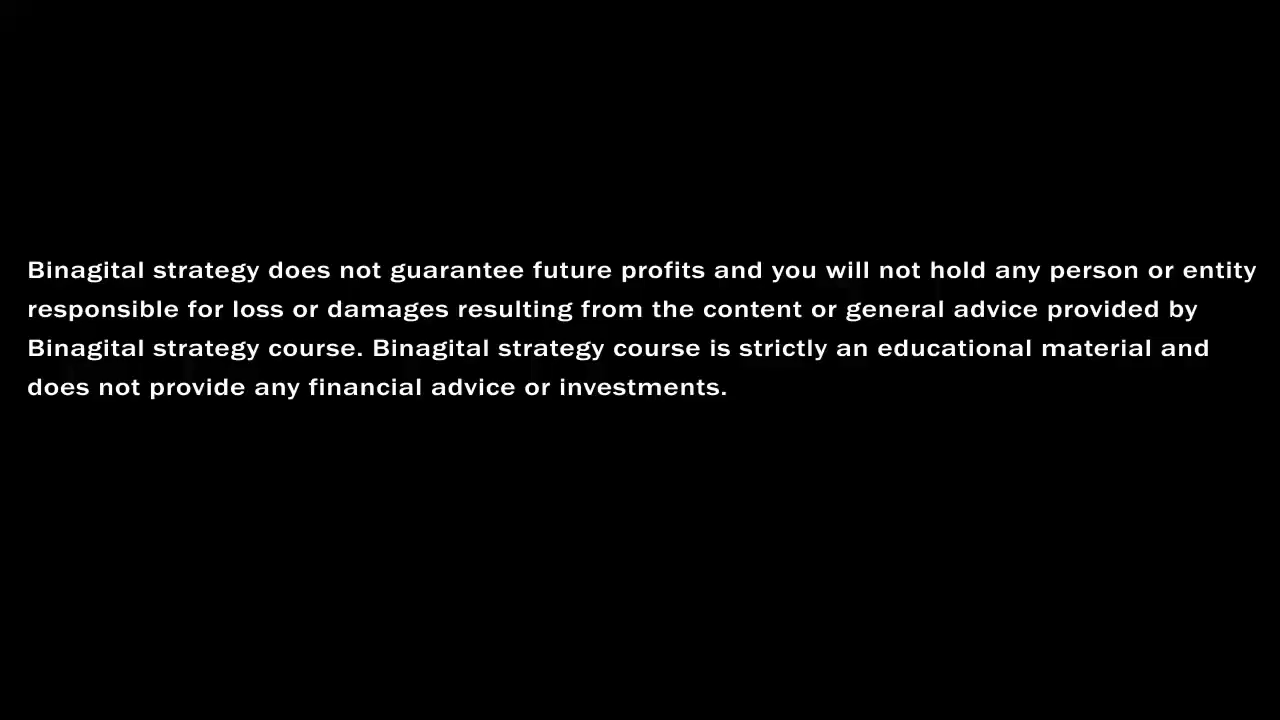 Binagital strategy does not guarantee future profits and you will not hold any person or entity
responsible for loss or damages resulting from the content or general advice provided by
Binagital strategy course. Binagital strategy course is strictly an educational material and
does not provide any financial advice or investments.